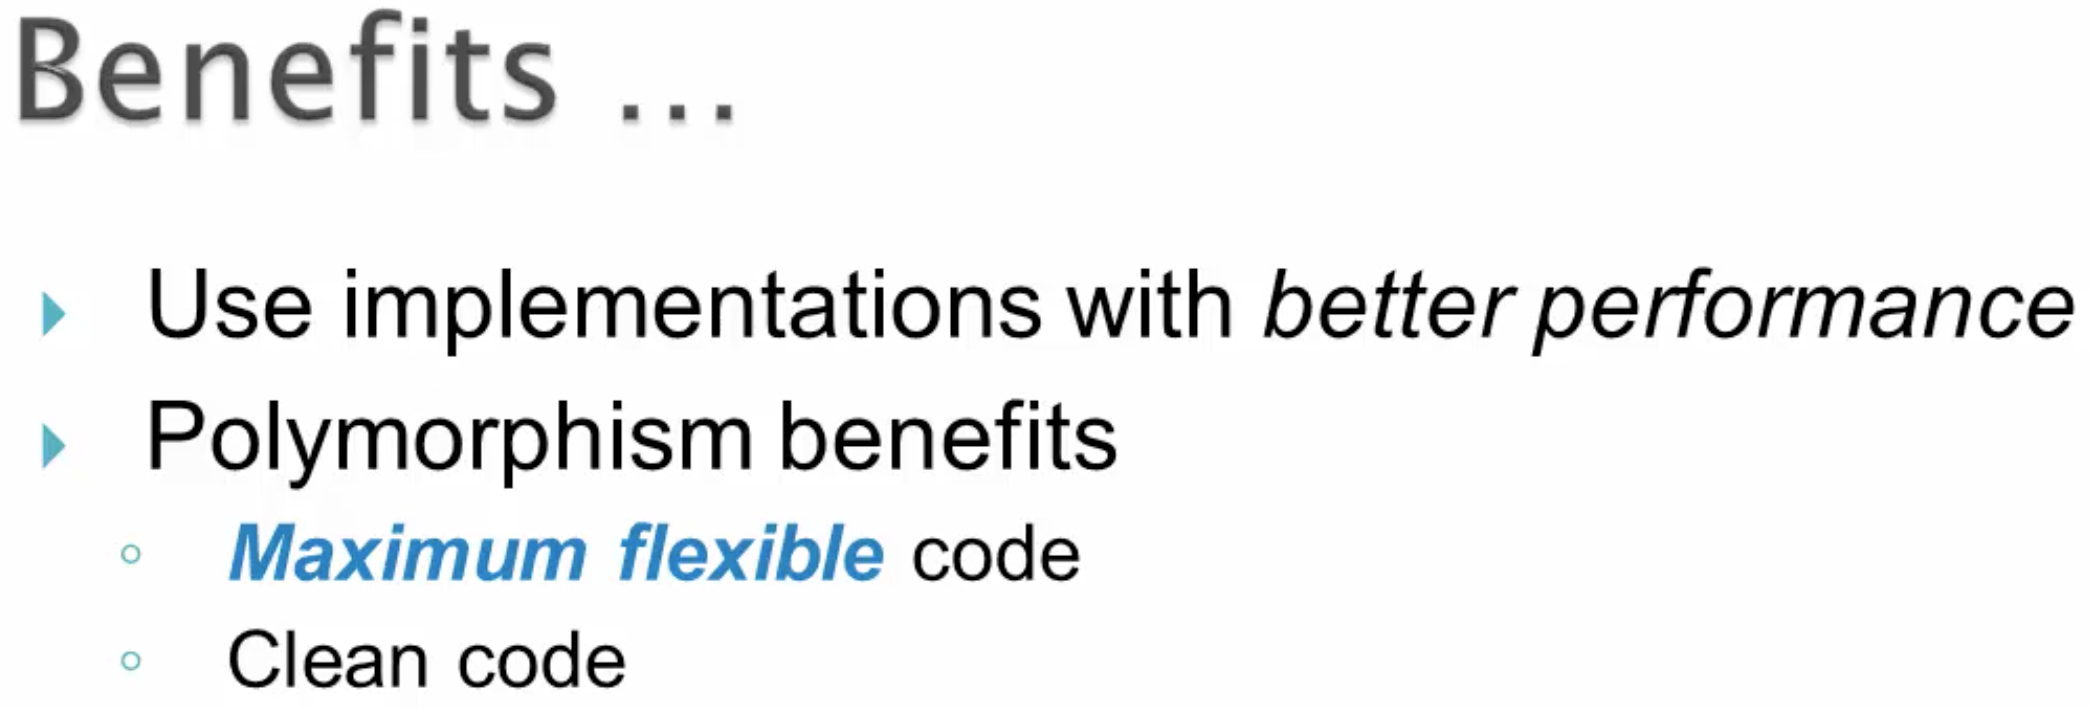 Benefits ...
Use implementations with better performance
Polymorphism benefits
Maximum flexible code
Clean code